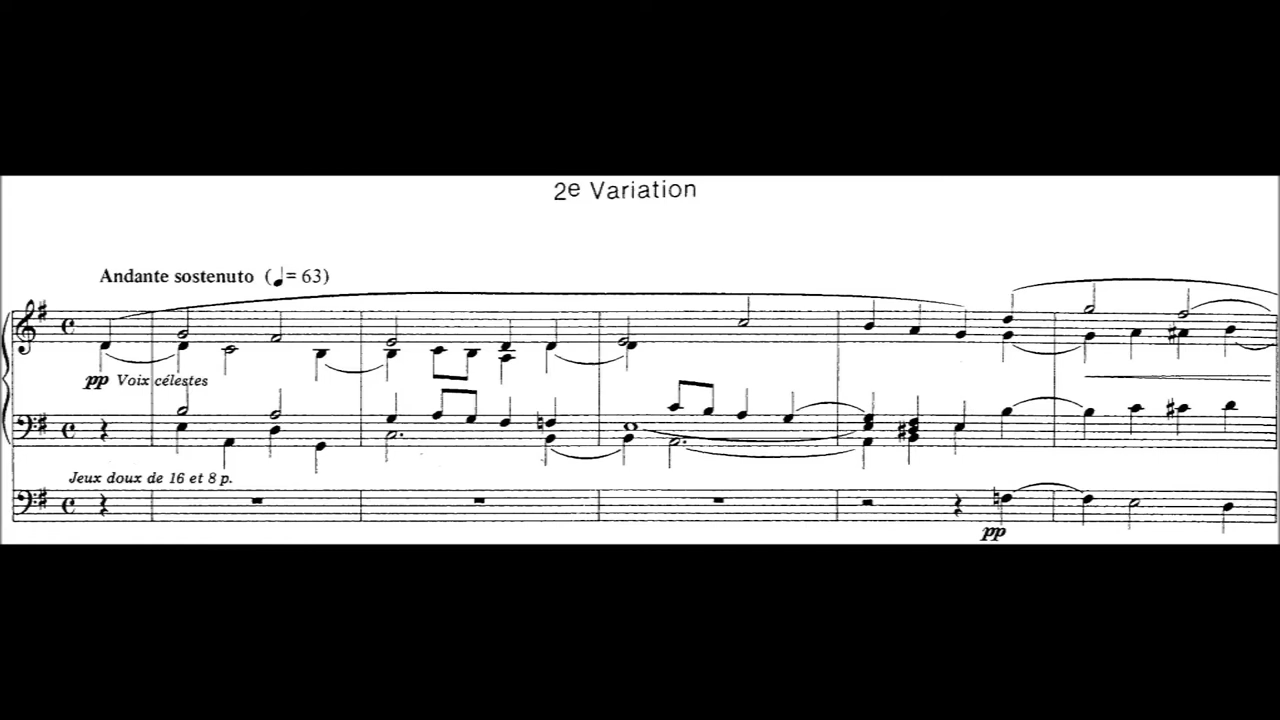 2e Variation
Andante sostenuto (♩= 63)
pp Voix célestes
Jeux doux de 16 et 8 p.
pp